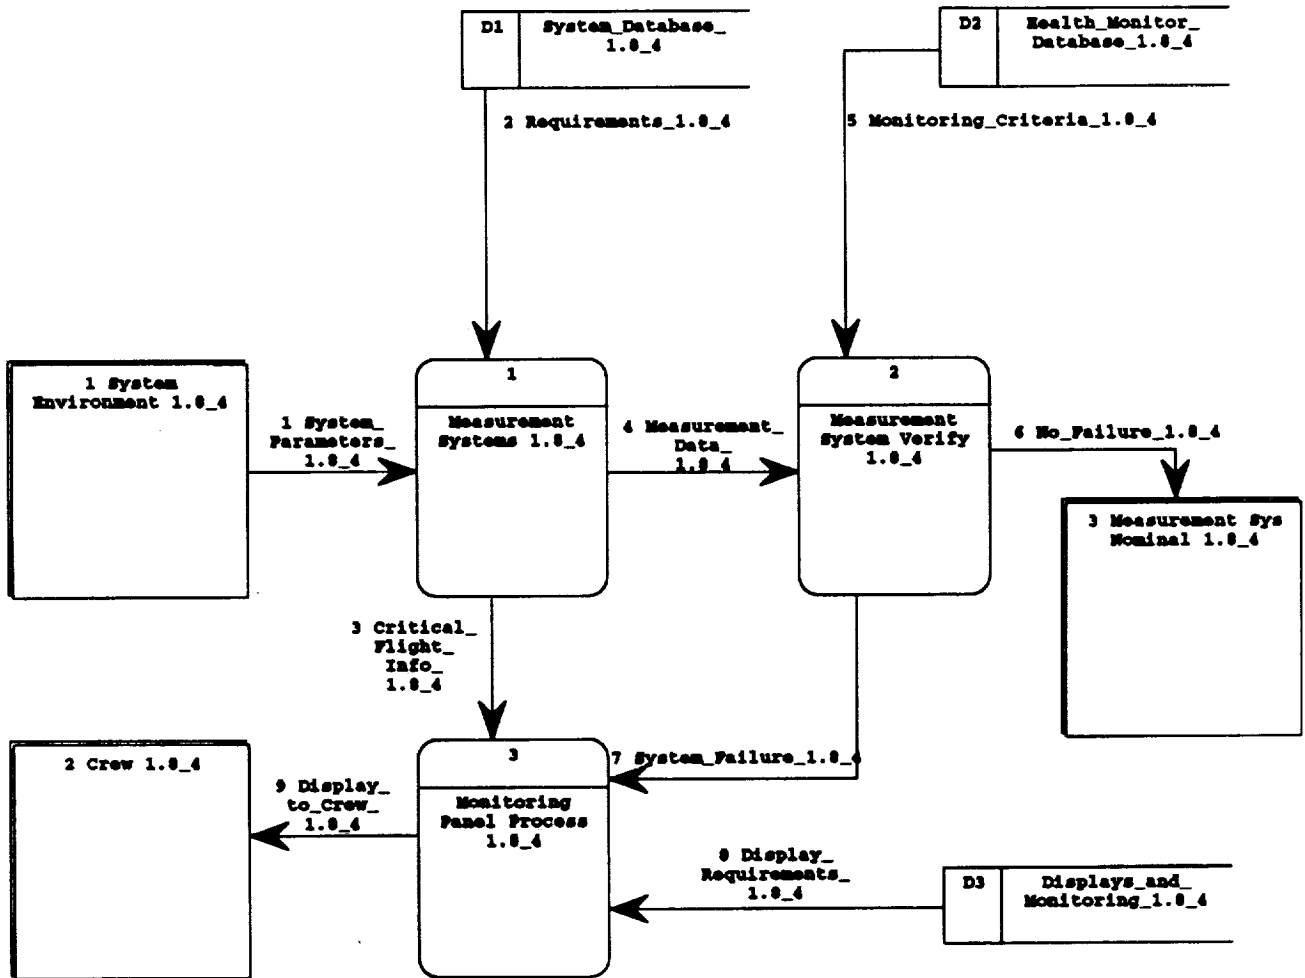 D1
System_Database_
1.8_4
D2
Health_Monitor_
Database_1.8_4
2 Requirements_1.8_4
5 Monitoring_Criteria_1.8_4
1 System
Environment 1.8_4
1 System_
Parameters_
1.8_4
1
Measurement
Systems 1.8_4
4 Measurement_
Data_
1.8_4
2
Measurement
System Verify
1.8_4
6 No_Failure_1.8_4
3 Measurement Sys
Nominal 1.8_4
3 Critical_
Flight_
Info_
1.8_4
2 Crew 1.8_4
9 Display_
to_Crew_
1.8_4
3
Monitoring
Panel Process
1.8_4
7 System_Failure_1.8_4
8 Display_
Requirements_
1.8_4
D3
Displays_and_
Monitoring_1.8_4